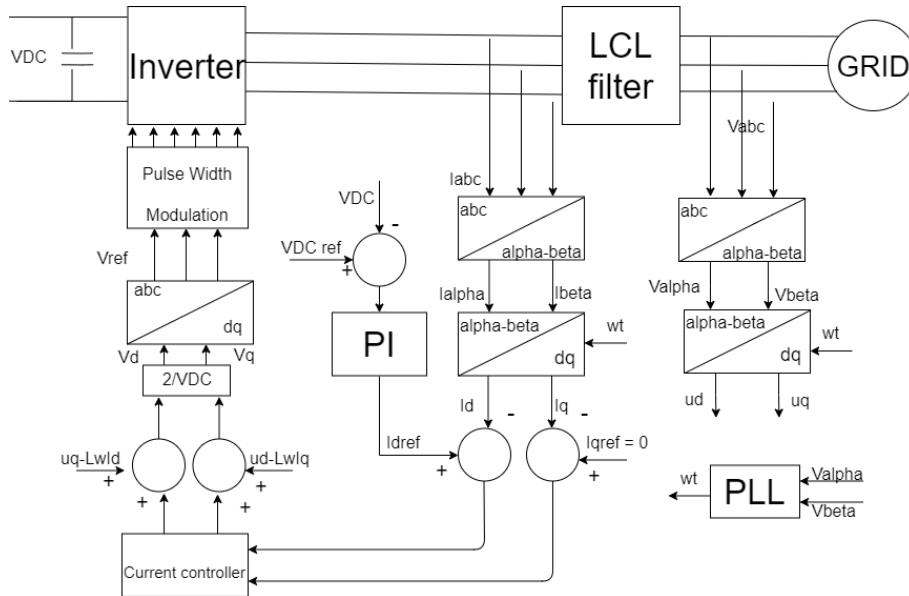 VDC
Inverter
LCL
filter
GRID
Pulse Width
Modulation
Vref
abc
dq
Vd
Vq
2/VDC
uq-LwId
+
+
ud-LwIq
+
+
Current controller
VDC
-
VDC ref
+
PI
Idref
+
Iabc
abc
alpha-beta
Ialpha
Ibeta
alpha-beta
dq
wt
Id
-
Iq
-
Iqref = 0
+
Vabc
abc
alpha-beta
Valpha
Vbeta
alpha-beta
dq
wt
ud
uq
wt
PLL
Valpha
Vbeta